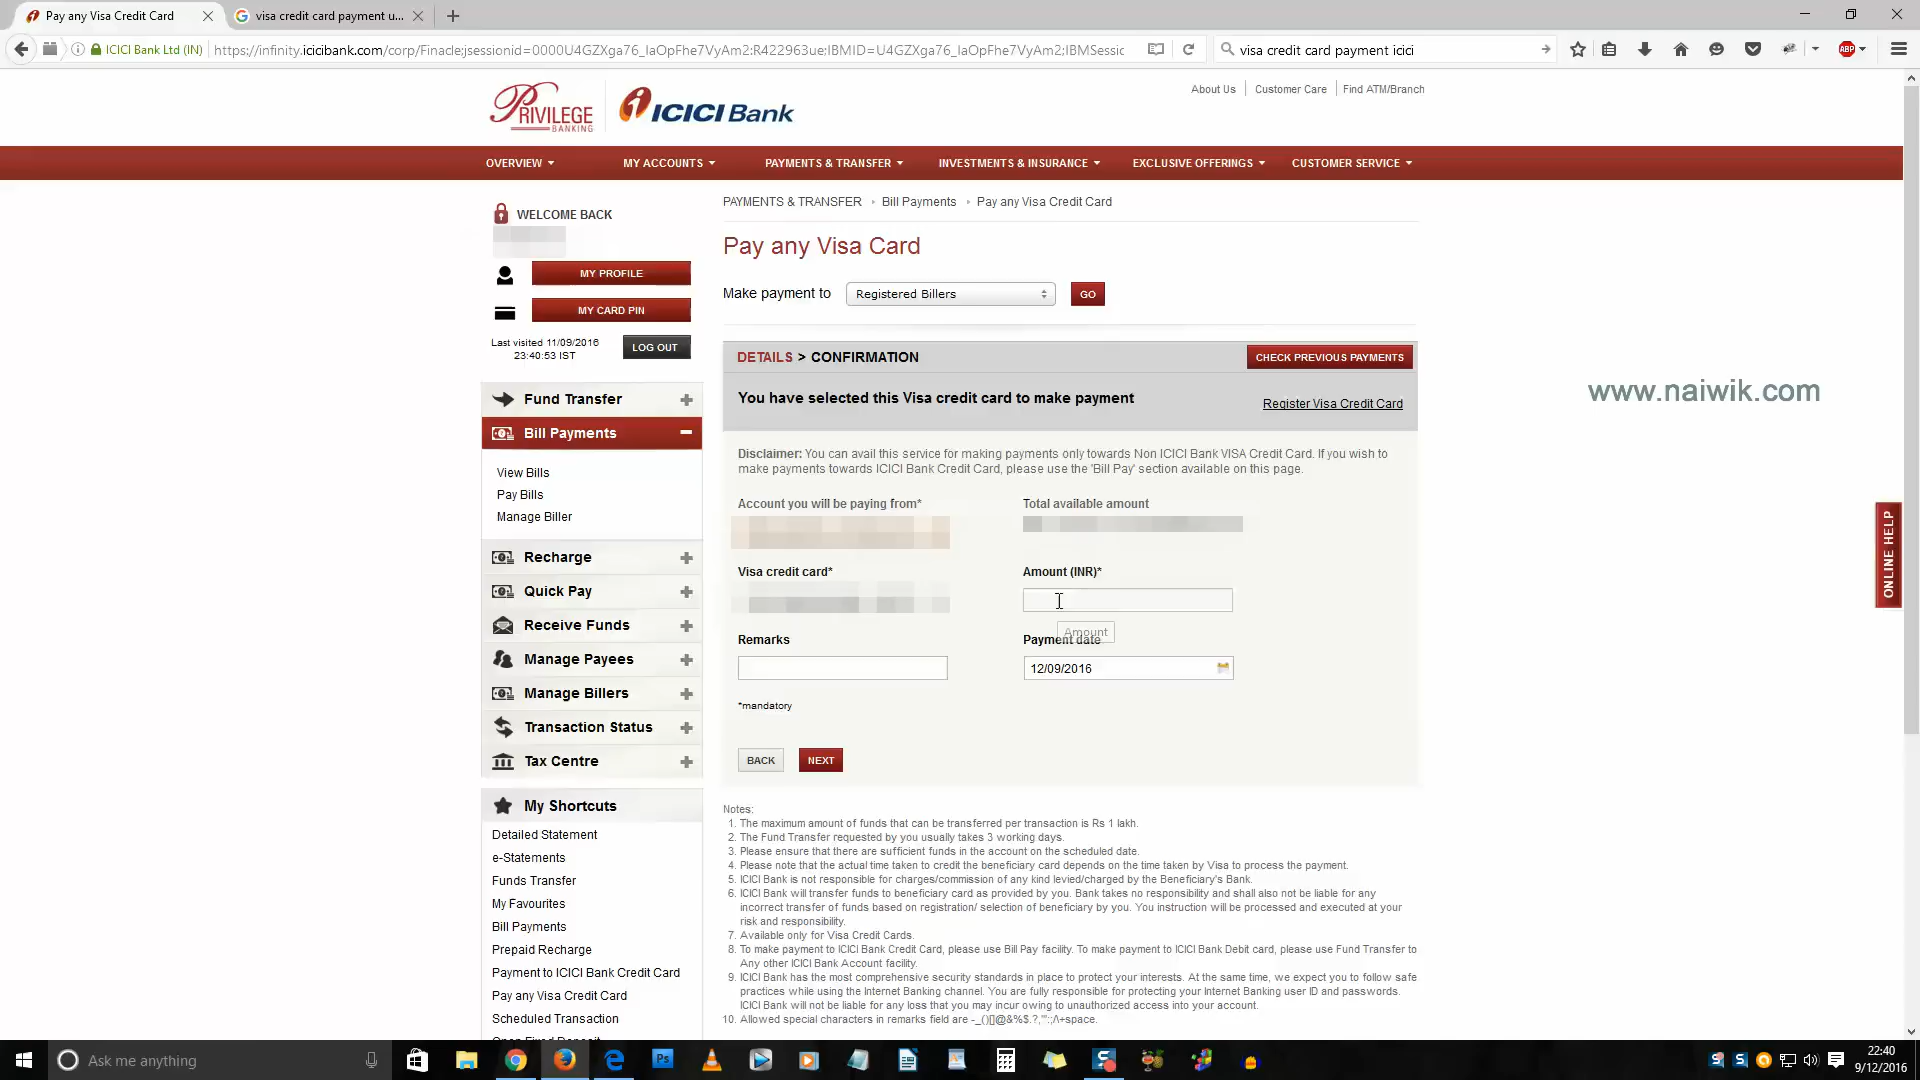 Pay any Visa Credit Card
visa credit card payment u...
ICICI Bank Ltd (IN)
https://infinity.icicibank.com/corp/Finacle;jsessionid=0000U4GZXga76_IaOpFhe7VyAm2:R422963ue;IBMID=U4GZXga76_IaOpFhe7VyAm2;IBMSessic
visa credit card payment icici
ABP
PRIVILEGE
BANKING
ICICI Bank
About Us
Customer Care
Find ATM/Branch
OVERVIEW
MY ACCOUNTS
PAYMENTS & TRANSFER
INVESTMENTS & INSURANCE
EXCLUSIVE OFFERINGS
CUSTOMER SERVICE
WELCOME BACK
MY PROFILE
MY CARD PIN
Last visited 11/09/2016
23:40:53 IST
LOG OUT
Fund Transfer
Bill Payments
View Bills
Pay Bills
Manage Biller
Recharge
Quick Pay
Receive Funds
Manage Payees
Manage Billers
Transaction Status
Tax Centre
My Shortcuts
Detailed Statement
e-Statements
Funds Transfer
My Favourites
Bill Payments
Prepaid Recharge
Payment to ICICI Bank Credit Card
Pay any Visa Credit Card
Scheduled Transaction
PAYMENTS & TRANSFER
Bill Payments
Pay any Visa Credit Card
Pay any Visa Card
Make payment to
Registered Billers
GO
DETAILS > CONFIRMATION
CHECK PREVIOUS PAYMENTS
You have selected this Visa credit card to make payment
Register Visa Credit Card
Disclaimer: You can avail this service for making payments only towards Non ICICI Bank VISA Credit Card. If you wish to
make payments towards ICICI Bank Credit Card, please use the 'Bill Pay' section available on this page.
Account you will be paying from*
Total available amount
Visa credit card*
Amount (INR)*
Amount
Remarks
Payment date
12/09/2016
*mandatory
BACK
NEXT
Notes:
1. The maximum amount of funds that can be transferred per transaction is Rs 1 lakh.
2. The Fund Transfer requested by you usually takes 3 working days.
3. Please ensure that there are sufficient funds in the account on the scheduled date.
4. Please note that the actual time taken to credit the beneficiary card depends on the time taken by Visa to process the payment.
5. ICICI Bank is not responsible for charges/commission of any kind levied/charged by the Beneficiary's Bank.
6. ICICI Bank will transfer funds to beneficiary card as provided by you. Bank takes no responsibility and shall also not be liable for any
incorrect transfer of funds based on registration/ selection of beneficiary by you. You instruction will be processed and executed at your
risk and responsibility.
7. Available only for Visa Credit Cards.
8. To make payment to ICICI Bank Credit Card, please use Bill Pay facility. To make payment to ICICI Bank Debit card, please use Fund Transfer to
Any other ICICI Bank Account facility.
9. ICICI Bank has the most comprehensive security standards in place to protect your interests. At the same time, we expect you to follow safe
practices while using the Internet Banking channel. You are fully responsible for protecting your Internet Banking user ID and passwords.
ICICI Bank will not be liable for any loss that you may incur owing to unauthorized access into your account.
10. Allowed special characters in remarks field are -_()[]@&%$.?,'":;/\+space.
www.naiwik.com
ONLINE HELP
Ask me anything
22:40
9/12/2016